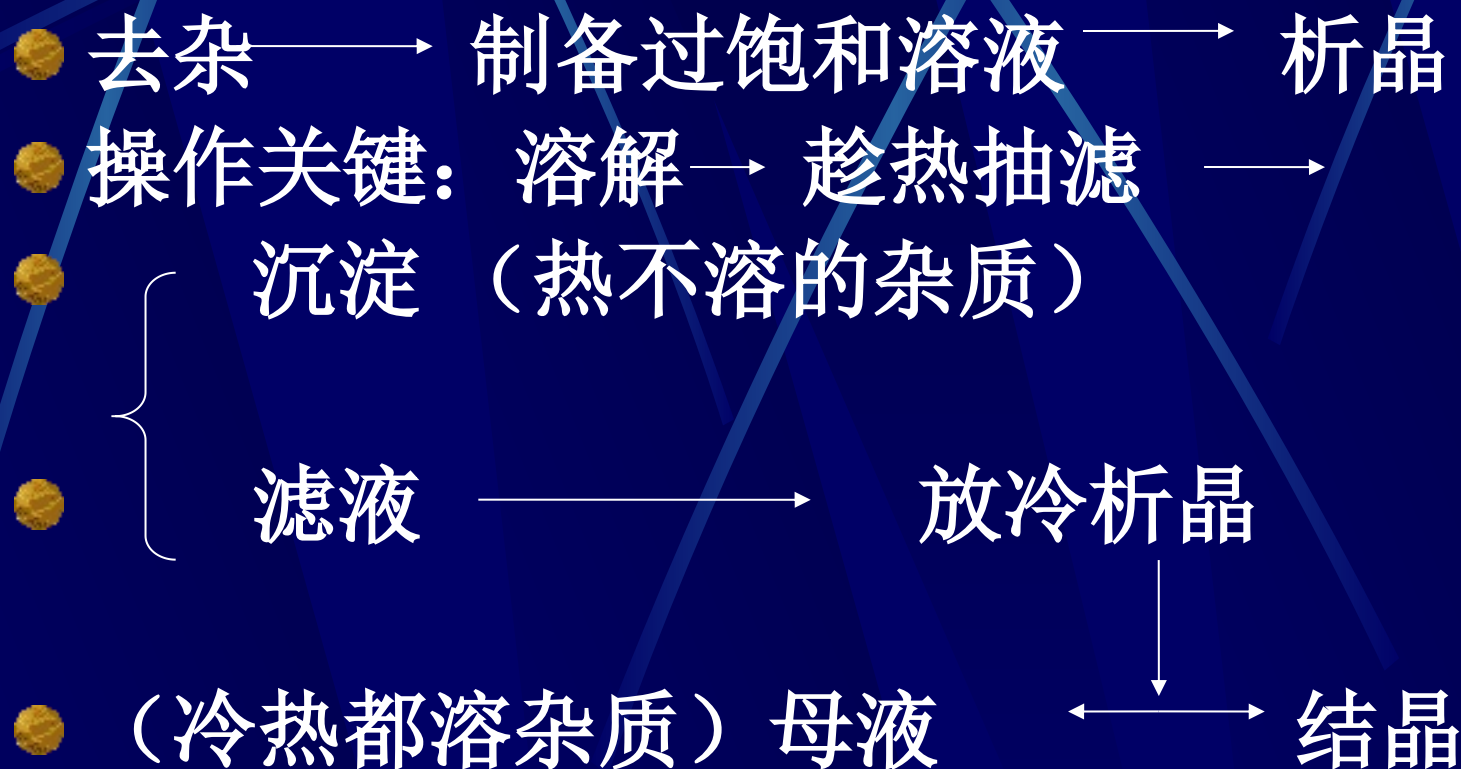 去杂 制备过饱和溶液 析晶
操作关键：溶解 趁热抽滤
沉淀（热不溶的杂质）
滤液 放冷析晶
（冷热都溶杂质）母液 结晶